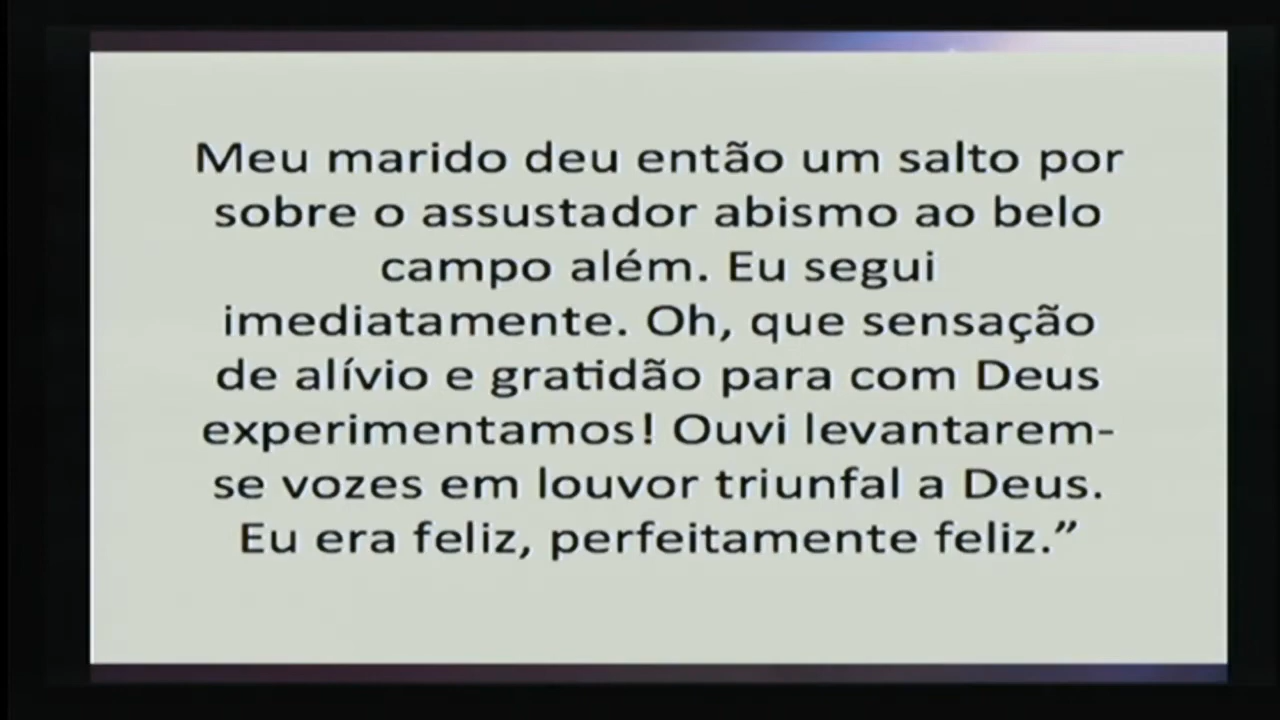 Meu marido deu então um salto por
sobre o assustador abismo ao belo
campo além. Eu segui
imediatamente. Oh, que sensação
de alívio e gratidão para com Deus
experimentamos! Ouvi levantarem-
se vozes em louvor triunfal a Deus.
Eu era feliz, perfeitamente feliz.”